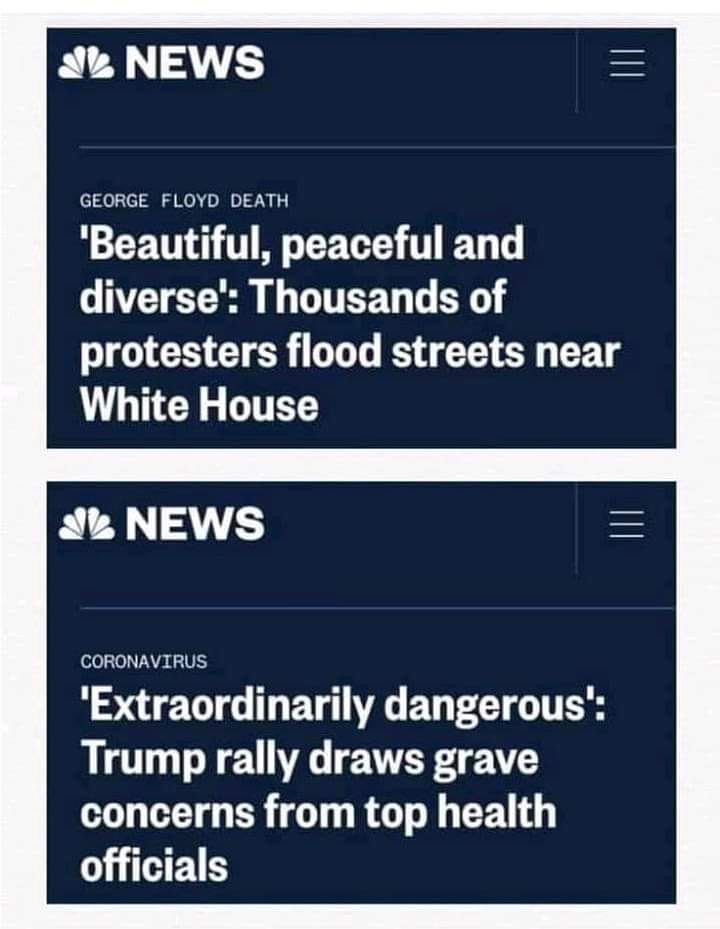 NEWS
GEORGE FLOYD DEATH
'Beautiful, peaceful and
diverse': Thousands of
protesters flood streets near
White House
NEWS
CORONAVIRUS
'Extraordinarily dangerous':
Trump rally draws grave
concerns from top health
officials